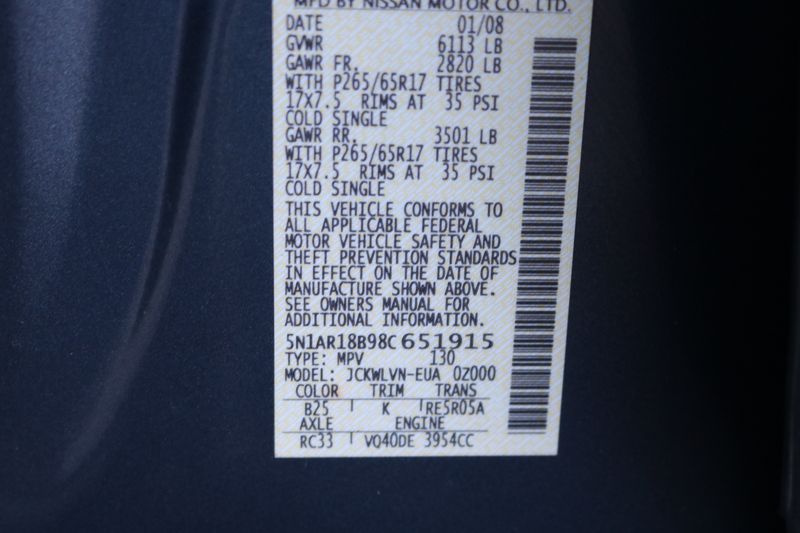 MFD BY NISSAN MOTOR CO., LTD.
DATE 01/08
GVWR 6113 LB
GAWR FR. 2820 LB
WITH P265/65R17 TIRES
17X7.5 RIMS AT 35 PSI
COLD SINGLE
GAWR RR. 3501 LB
WITH P265/65R17 TIRES
17X7.5 RIMS AT 35 PSI
COLD SINGLE
THIS VEHICLE CONFORMS TO
ALL APPLICABLE FEDERAL
MOTOR VEHICLE SAFETY AND
THEFT PREVENTION STANDARDS
IN EFFECT ON THE DATE OF
MANUFACTURE SHOWN ABOVE.
SEE OWNERS MANUAL FOR
ADDITIONAL INFORMATION.
5N1AR18B98C651915
TYPE: MPV 130
MODEL: JCKWLVN-EUA 0Z000
COLOR TRIM TRANS
B25 K RE5R05A
AXLE ENGINE
RC33 VQ40DE 3954CC